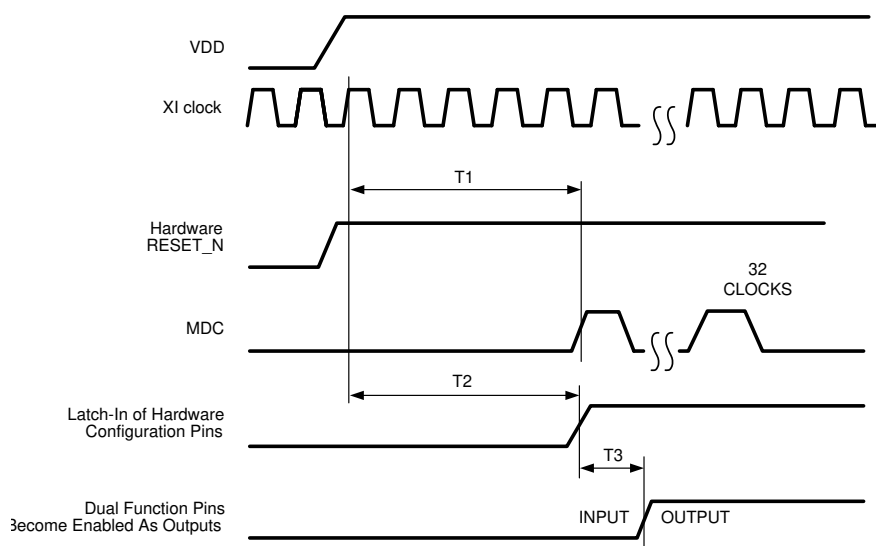 VDD
XI clock
T1
Hardware
RESET_N
32
CLOCKS
MDC
T2
Latch-In of Hardware
Configuration Pins
T3
Dual Function Pins
Become Enabled As Outputs
INPUT
OUTPUT